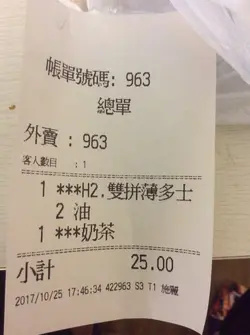 帳單號碼: 963
總單
外賣 : 963
客人數目 : 1
1 ***H2.雙拼薄多士
2 油
1 ***奶茶
小計 25.00
2017/10/25 17:46:34 422963 S3 T1